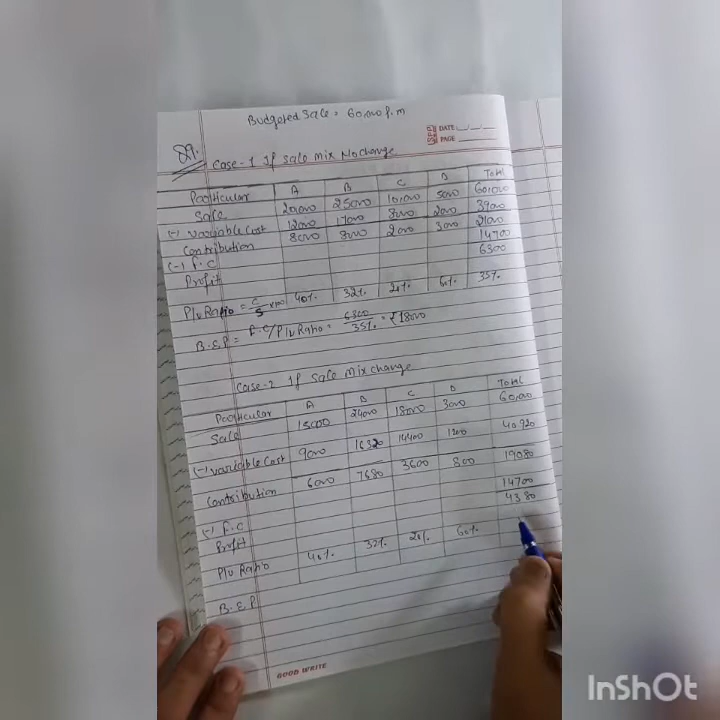 Budgeted Sale = 60,000 p.m
DATE:
PAGE
Case-1 If Sale mix No change
Particular A B C D Total
Sale 20,000 25000 10,000 5000 60,000
(-) Variable Cost 12000 17000 8000 2000 39000
Contribution 8000 8000 2000 3000 21000
(-) F.C 14700
Profit 6300
P/V Ratio = C/S × 100 40% 32% 20% 60% 35%
B.E.P = F.C/P/V Ratio = 6300/35% = ₹18000
Case-2 If Sale mix change
Particular A B C D Total
Sale 15000 24000 18000 3000 60,000
(-) Variable Cost 9000 16320 14400 1200 40920
Contribution 6000 7680 3600 800 19080
(-) F.C 14700
Profit 4380
P/V Ratio 40% 32% 20% 60%
B.E.P
GOOD WRITE
InShOt